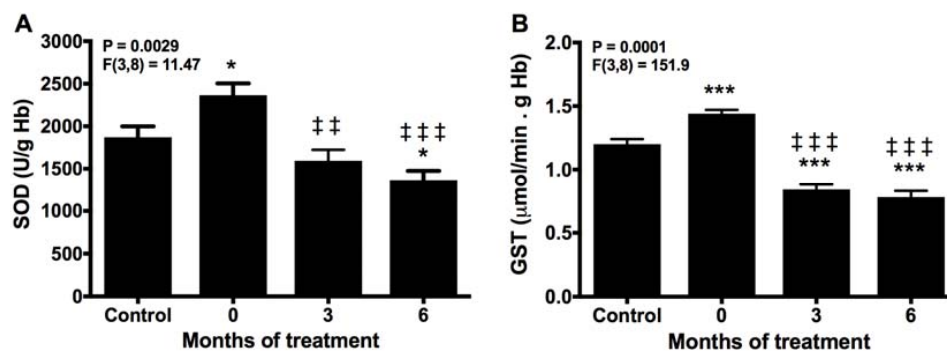 A
P = 0.0029
F(3,8) = 11.47
SOD (U/g Hb)
3000
2500
2000
1500
1000
500
0
*
‡‡
‡‡‡
*
Control 0 3 6
Months of treatment
B
P = 0.0001
F(3,8) = 151.9
GST (μmol/min . g Hb)
2.0
1.5
1.0
0.5
0.0
***
‡‡‡
***
‡‡‡
***
Control 0 3 6
Months of treatment